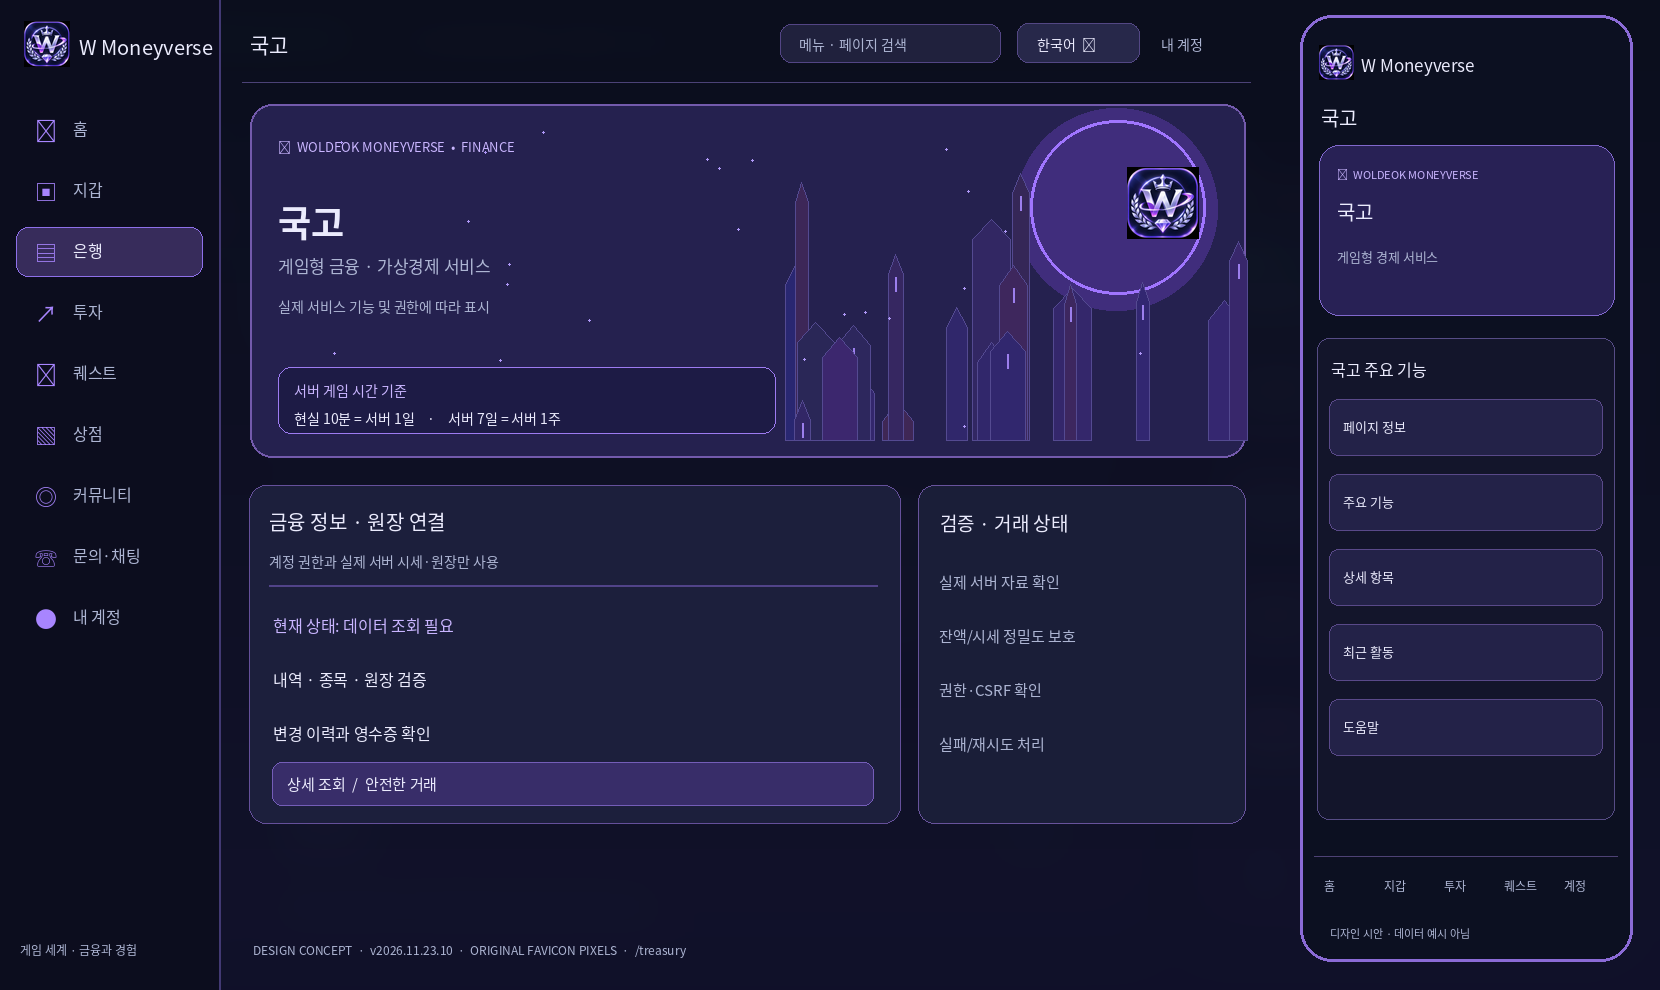 W Moneyverse
홈
지갑
은행
투자
퀘스트
상점
커뮤니티
문의·채팅
내 계정
게임 세계 · 금융과 경험
국고
메뉴 · 페이지 검색
한국어
내 계정
WOLDEOK MONEYVERSE • FINANCE
국고
게임형 금융 · 가상경제 서비스
실제 서비스 기능 및 권한에 따라 표시
서버 게임 시간 기준
현실 10분 = 서버 1일 · 서버 7일 = 서버 1주
W
금융 정보 · 원장 연결
계정 권한과 실제 서버 시세·원장만 사용
현재 상태: 데이터 조회 필요
내역 · 종목 · 원장 검증
변경 이력과 영수증 확인
상세 조회 / 안전한 거래
검증 · 거래 상태
실제 서버 자료 확인
잔액/시세 정밀도 보호
권한·CSRF 확인
실패/재시도 처리
DESIGN CONCEPT · v2026.11.23.10 · ORIGINAL FAVICON PIXELS · /treasury
W Moneyverse
국고
WOLDEOK MONEYVERSE
국고
게임형 경제 서비스
국고 주요 기능
페이지 정보
주요 기능
상세 항목
최근 활동
도움말
홈 지갑 투자 퀘스트 계정
디자인 시안 · 데이터 예시 아님